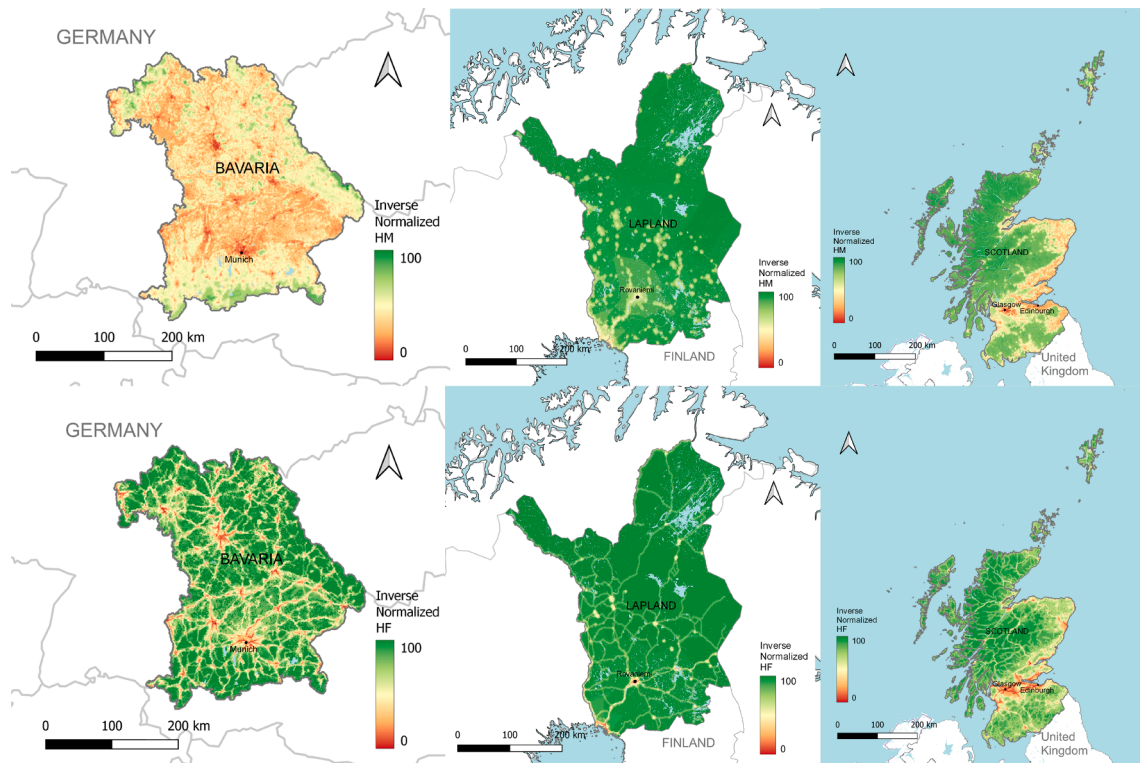 GERMANY
BAVARIA
Munich
Inverse
Normalized
HM
100
0
0 100 200 km
LAPLAND
Rovaniemi
Inverse
Normalized
HM
100
0
0 100 200 km
FINLAND
SCOTLAND
Glasgow
Edinburgh
Inverse
Normalized
HM
100
0
0 100 200 km
United
Kingdom
GERMANY
BAVARIA
Munich
Inverse
Normalized
HF
100
0
0 100 200 km
LAPLAND
Rovaniemi
Inverse
Normalized
HF
100
0
0 100 200 km
FINLAND
SCOTLAND
Glasgow
Edinburgh
Inverse
Normalized
HF
100
0
0 100 200 km
United
Kingdom